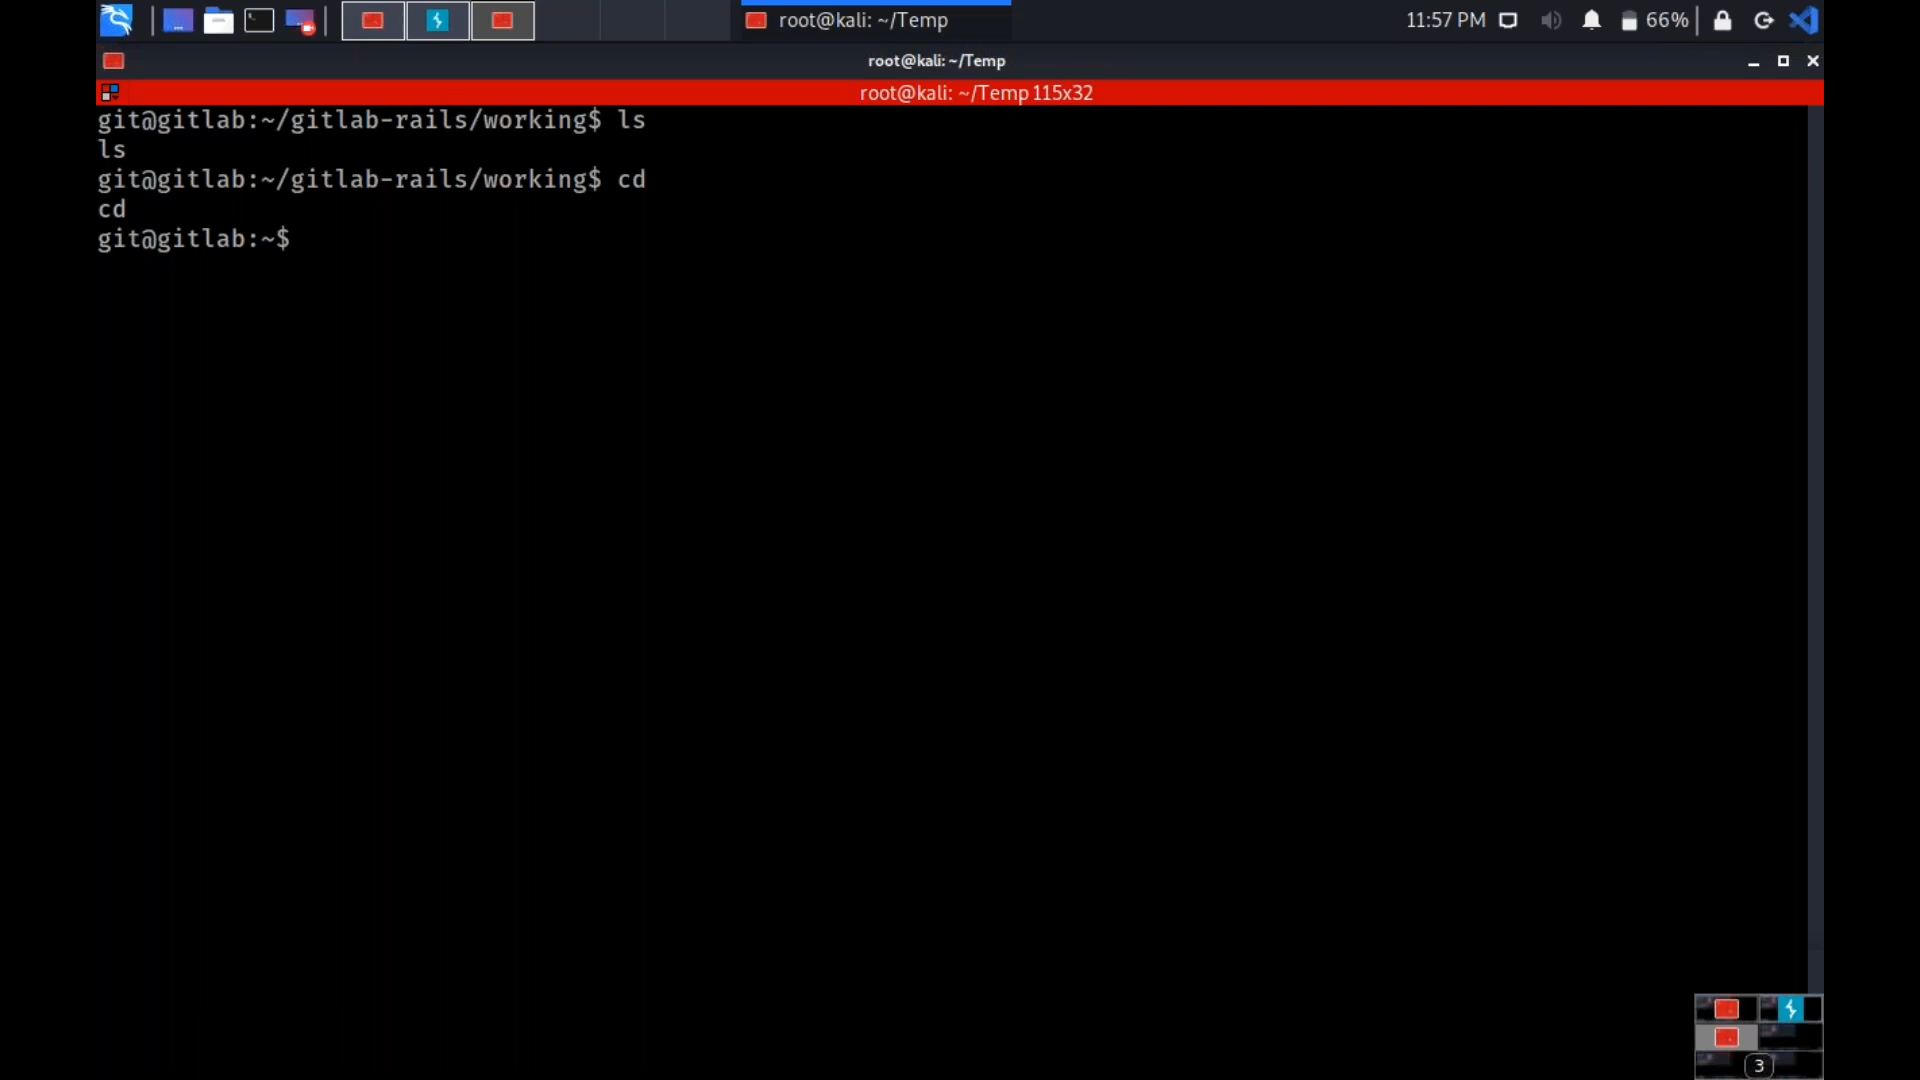 root@kali: ~/Temp
11:57 PM
66%
root@kali: ~/Temp
root@kali: ~/Temp 115x32
git@gitlab:~/gitlab-rails/working$ ls
ls
git@gitlab:~/gitlab-rails/working$ cd
cd
git@gitlab:~$
3